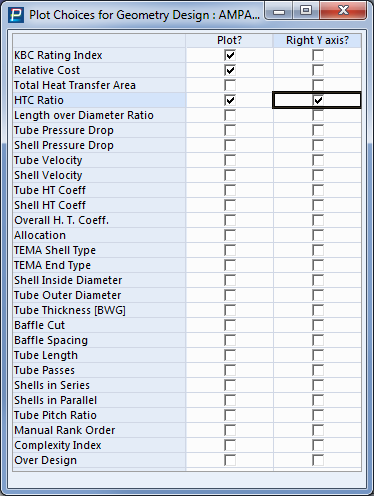 Plot Choices for Geometry Design : AMPA...
Plot? Right Y axis?
KBC Rating Index
Relative Cost
Total Heat Transfer Area
HTC Ratio
Length over Diameter Ratio
Tube Pressure Drop
Shell Pressure Drop
Tube Velocity
Shell Velocity
Tube HT Coeff
Shell HT Coeff
Overall H. T. Coeff.
Allocation
TEMA Shell Type
TEMA End Type
Shell Inside Diameter
Tube Outer Diameter
Tube Thickness [BWG]
Baffle Cut
Baffle Spacing
Tube Length
Tube Passes
Shells in Series
Shells in Parallel
Tube Pitch Ratio
Manual Rank Order
Complexity Index
Over Design